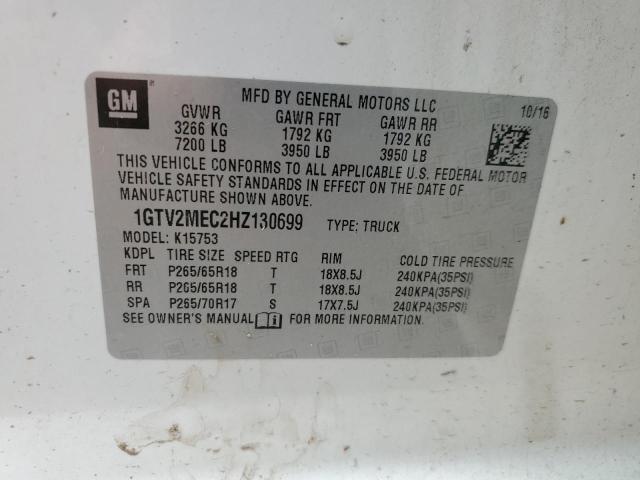 GM
MFD BY GENERAL MOTORS LLC 10/16
GVWR GAWR FRT GAWR RR
3266 KG 1792 KG 1792 KG
7200 LB 3950 LB 3950 LB
THIS VEHICLE CONFORMS TO ALL APPLICABLE U.S. FEDERAL MOTOR
VEHICLE SAFETY STANDARDS IN EFFECT ON THE DATE OF
MANUFACTURE SHOWN ABOVE.
1GTV2MEC2HZ130699 TYPE: TRUCK
MODEL: K15753
KDPL TIRE SIZE SPEED RTG RIM COLD TIRE PRESSURE
FRT P265/65R18 T 18X8.5J 240KPA(35PSI)
RR P265/65R18 T 18X8.5J 240KPA(35PSI)
SPA P265/70R17 S 17X7.5J 240KPA(35PSI)
SEE OWNER'S MANUAL FOR MORE INFORMATION.